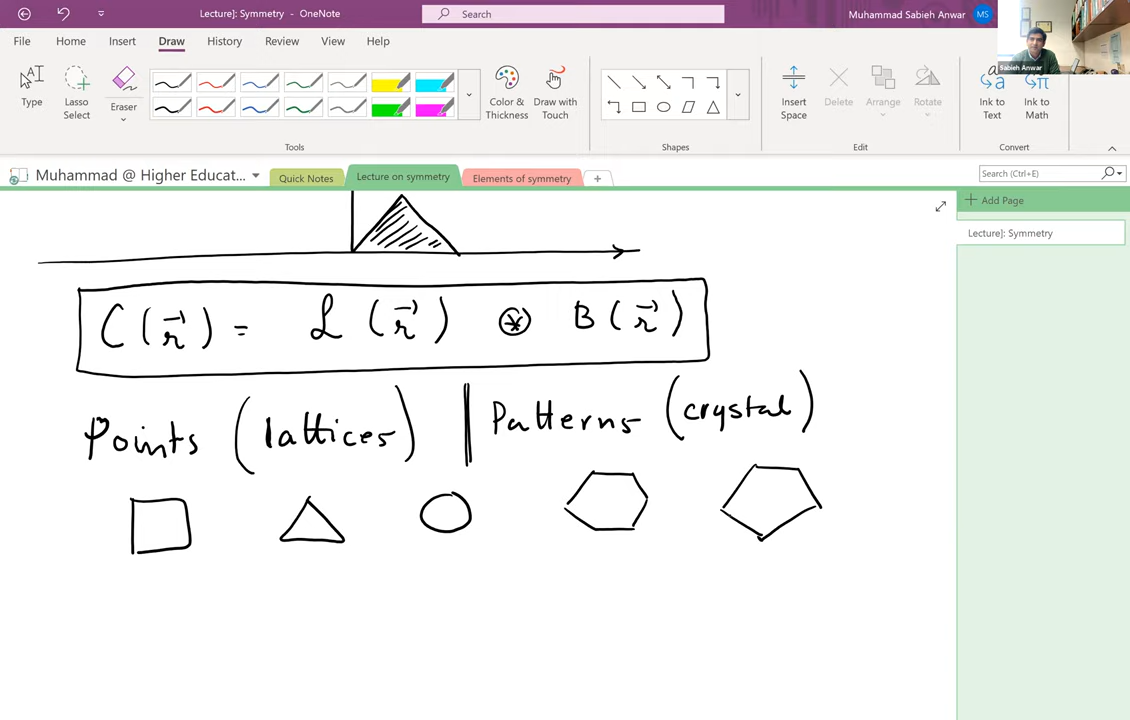 Lecture]: Symmetry - OneNote
Search
Muhammad Sabieh Anwar
MS
File Home Insert Draw History Review View Help
Sabieh Anwar
Type
Lasso Select
Eraser
Color & Thickness
Draw with Touch
Insert Space
Delete
Arrange
Rotate
Ink to Text
Ink to Math
Tools
Shapes
Edit
Convert
Muhammad @ Higher Educat...
Quick Notes
Lecture on symmetry
Elements of symmetry
+
Search (Ctrl+E)
Add Page
Lecture]: Symmetry
C(r⃗) = ℒ(r⃗) ⊛ B(r⃗)
Points (lattices) | Patterns (crystal)